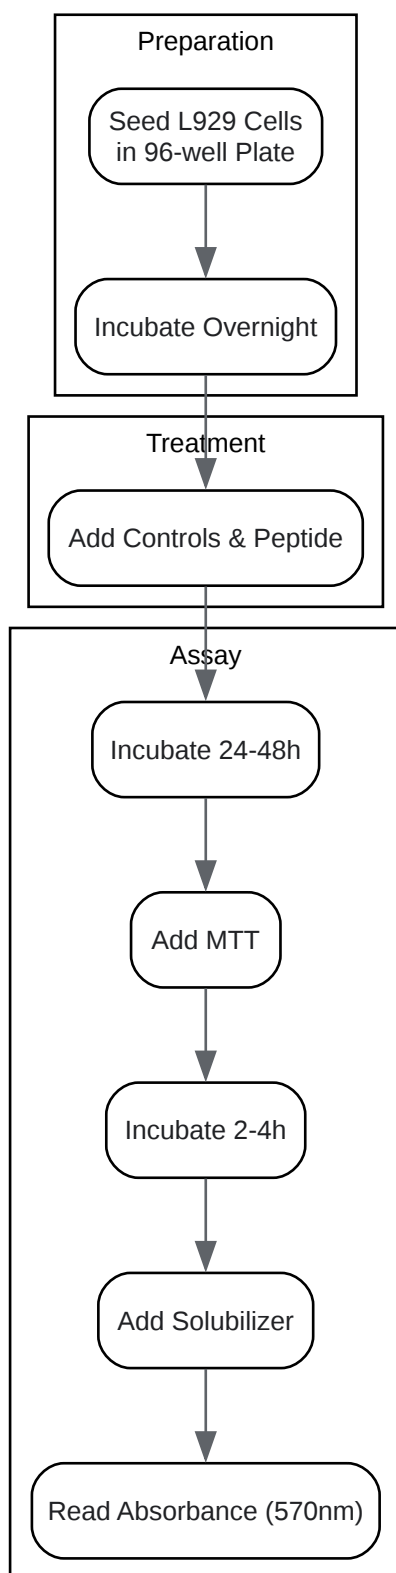 Preparation
Seed L929 Cells
in 96-well Plate
Incubate Overnight
Treatment
Add Controls & Peptide
Assay
Incubate 24-48h
Add MTT
Incubate 2-4h
Add Solubilizer
Read Absorbance (570nm)